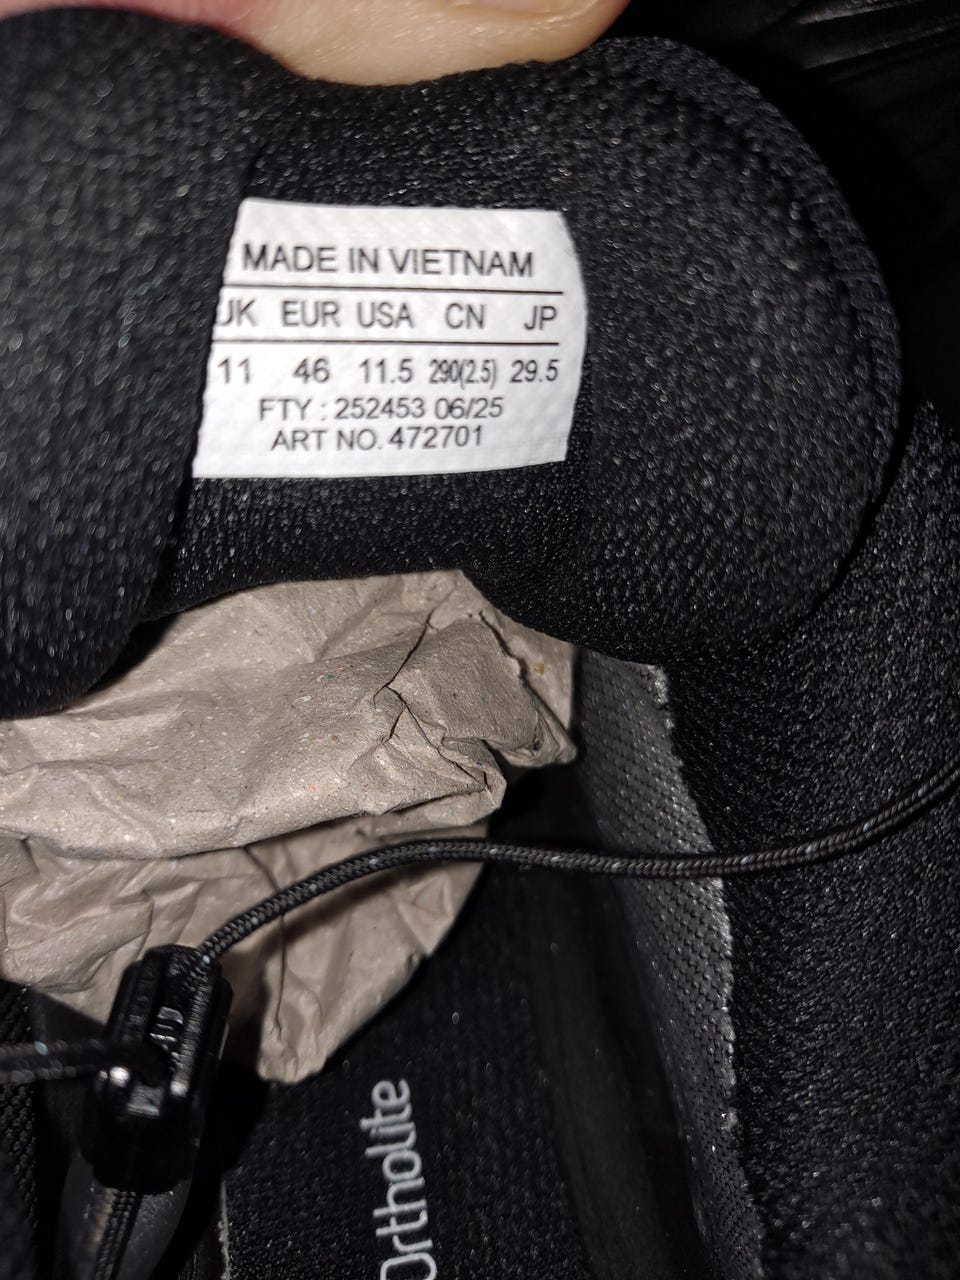 MADE IN VIETNAM
UK EUR USA CN JP
11 46 11.5 290(2.5) 29.5
FTY : 252453 06/25
ART NO. 472701
Ortholite